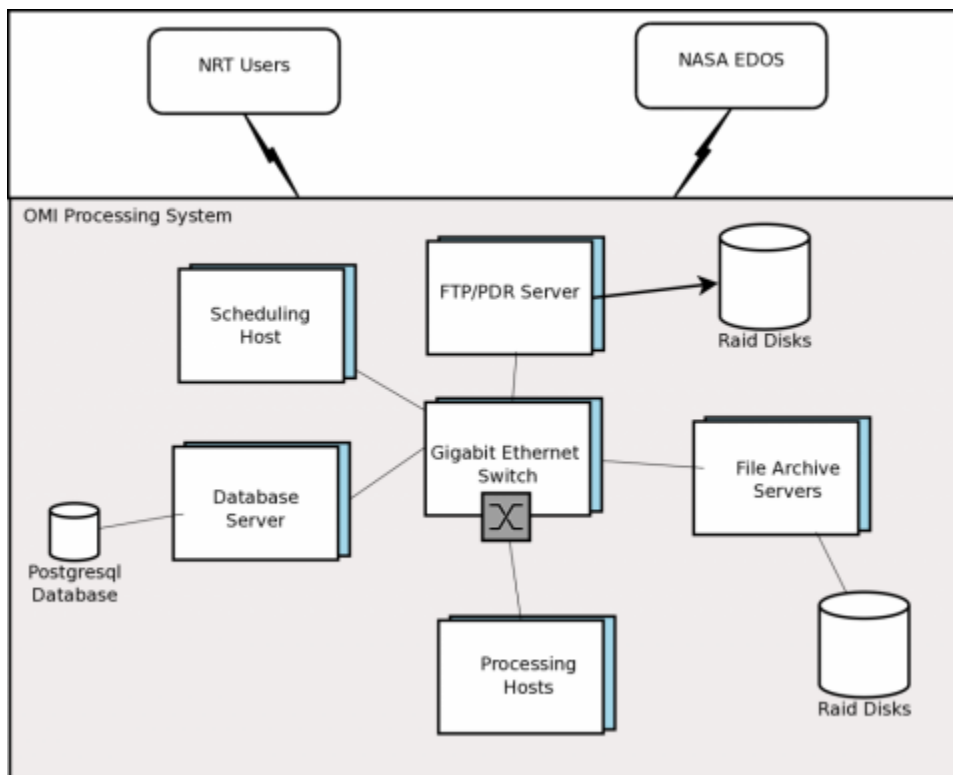 NRT Users
NASA EDOS
OMI Processing System
FTP/PDR Server
Scheduling
Host
Raid Disks
Gigabit Ethernet
Switch
File Archive
Servers
Database
Server
Postgresql
Database
Processing
Hosts
Raid Disks